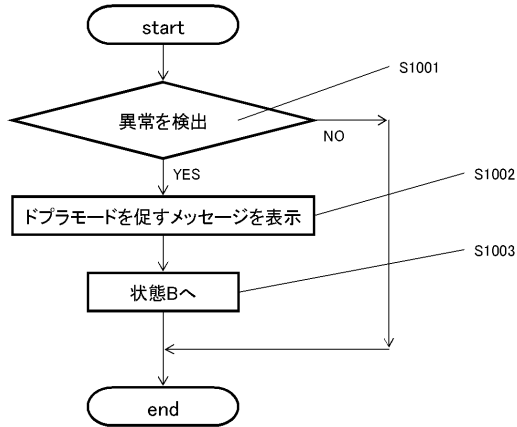 start
異常を検出
S1001
NO
YES
ドプラモードを促すメッセージを表示
S1002
状態Bへ
S1003
end